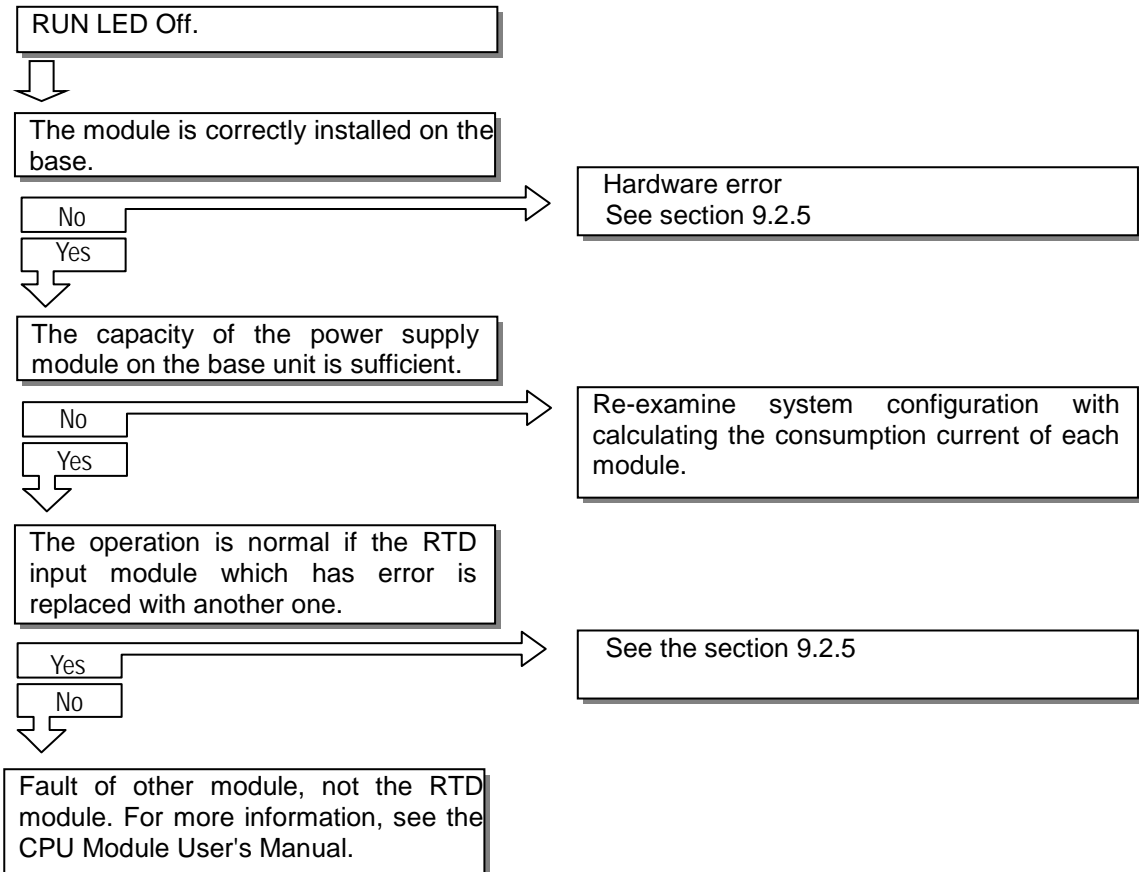 RUN LED Off.
The module is correctly installed on the
base.
No
Hardware error
See section 9.2.5
Yes
The capacity of the power supply
module on the base unit is sufficient.
No
Re-examine system configuration with
calculating the consumption current of each
module.
Yes
The operation is normal if the RTD
input module which has error is
replaced with another one.
Yes
See the section 9.2.5
No
Fault of other module, not the RTD
module. For more information, see the
CPU Module User's Manual.